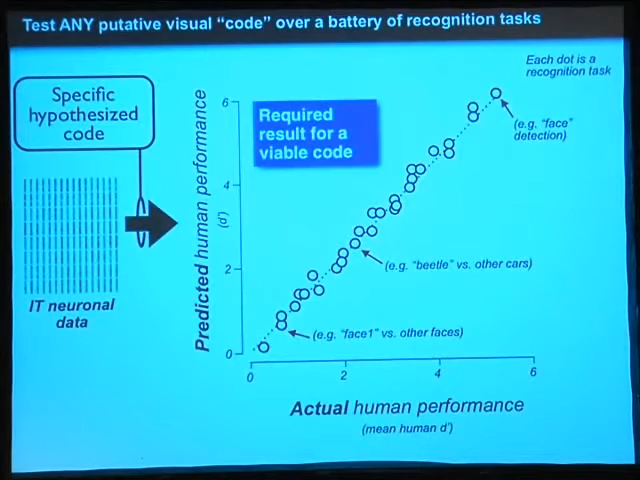 Test ANY putative visual “code” over a battery of recognition tasks
Specific
hypothesized
code
IT neuronal
data
Predicted human performance
(d')
6
4
2
0
Required
result for a
viable code
Each dot is a
recognition task
(e.g. “face”
detection)
(e.g. “beetle” vs. other cars)
(e.g. “face1” vs. other faces)
0
2
4
6
Actual human performance
(mean human d')